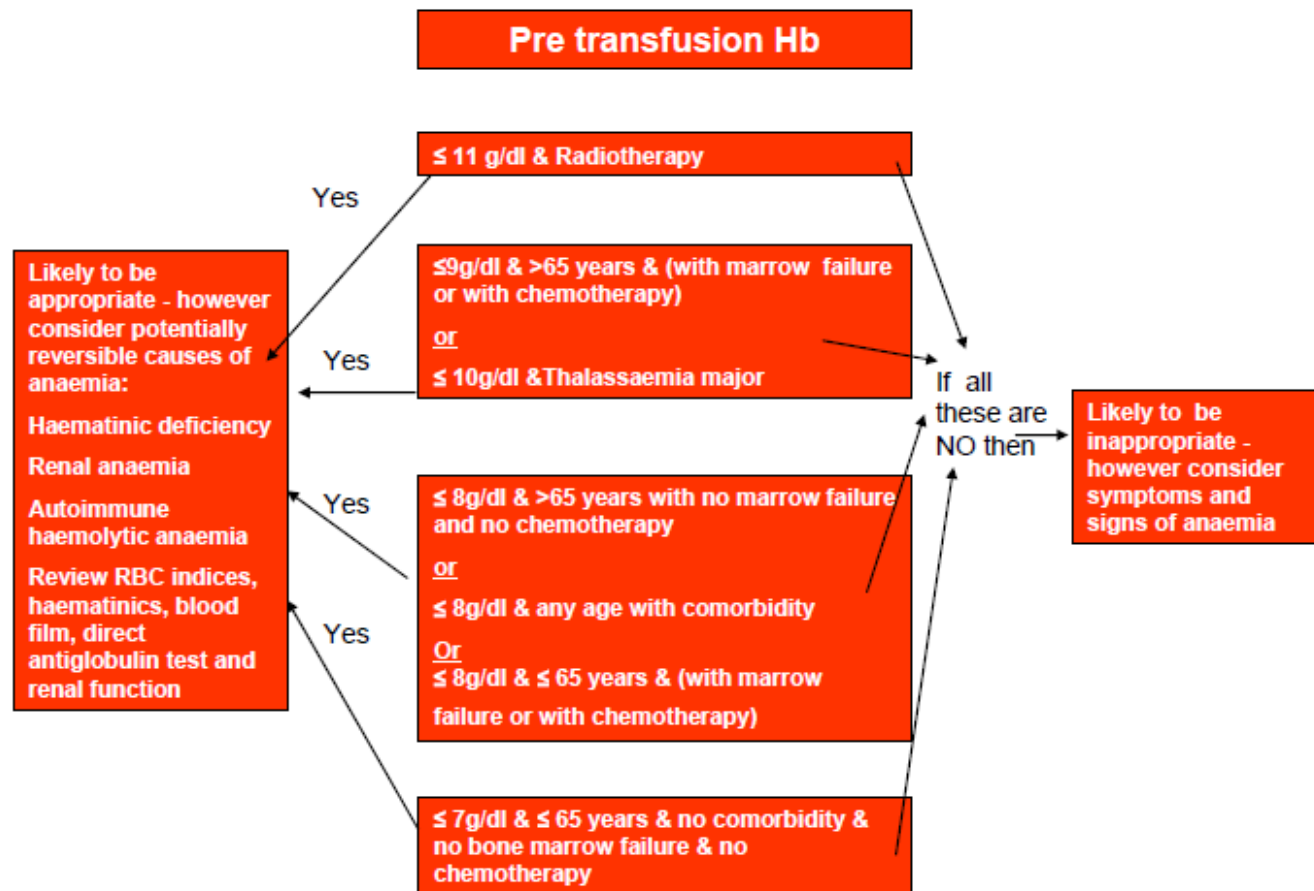 Pre transfusion Hb
≤ 11 g/dl & Radiotherapy
Yes
≤9g/dl & >65 years & (with marrow failure
or with chemotherapy)
or
≤ 10g/dl &Thalassaemia major
Yes
≤ 8g/dl & >65 years with no marrow failure
and no chemotherapy
or
≤ 8g/dl & any age with comorbidity
Or
≤ 8g/dl & ≤ 65 years & (with marrow
failure or with chemotherapy)
Yes
≤ 7g/dl & ≤ 65 years & no comorbidity &
no bone marrow failure & no
chemotherapy
Yes
Likely to be
appropriate - however
consider potentially
reversible causes of
anaemia:
Haematinic deficiency
Renal anaemia
Autoimmune
haemolytic anaemia
Review RBC indices,
haematinics, blood
film, direct
antiglobulin test and
renal function
If all
these are
NO then
Likely to be
inappropriate -
however consider
symptoms and
signs of anaemia